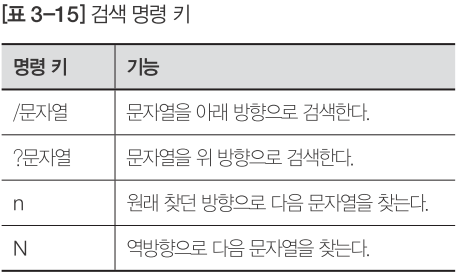 [표 3-15] 검색 명령 키
명령 키 기능
/문자열 문자열을 아래 방향으로 검색한다.
?문자열 문자열을 위 방향으로 검색한다.
n 원래 찾던 방향으로 다음 문자열을 찾는다.
N 역방향으로 다음 문자열을 찾는다.